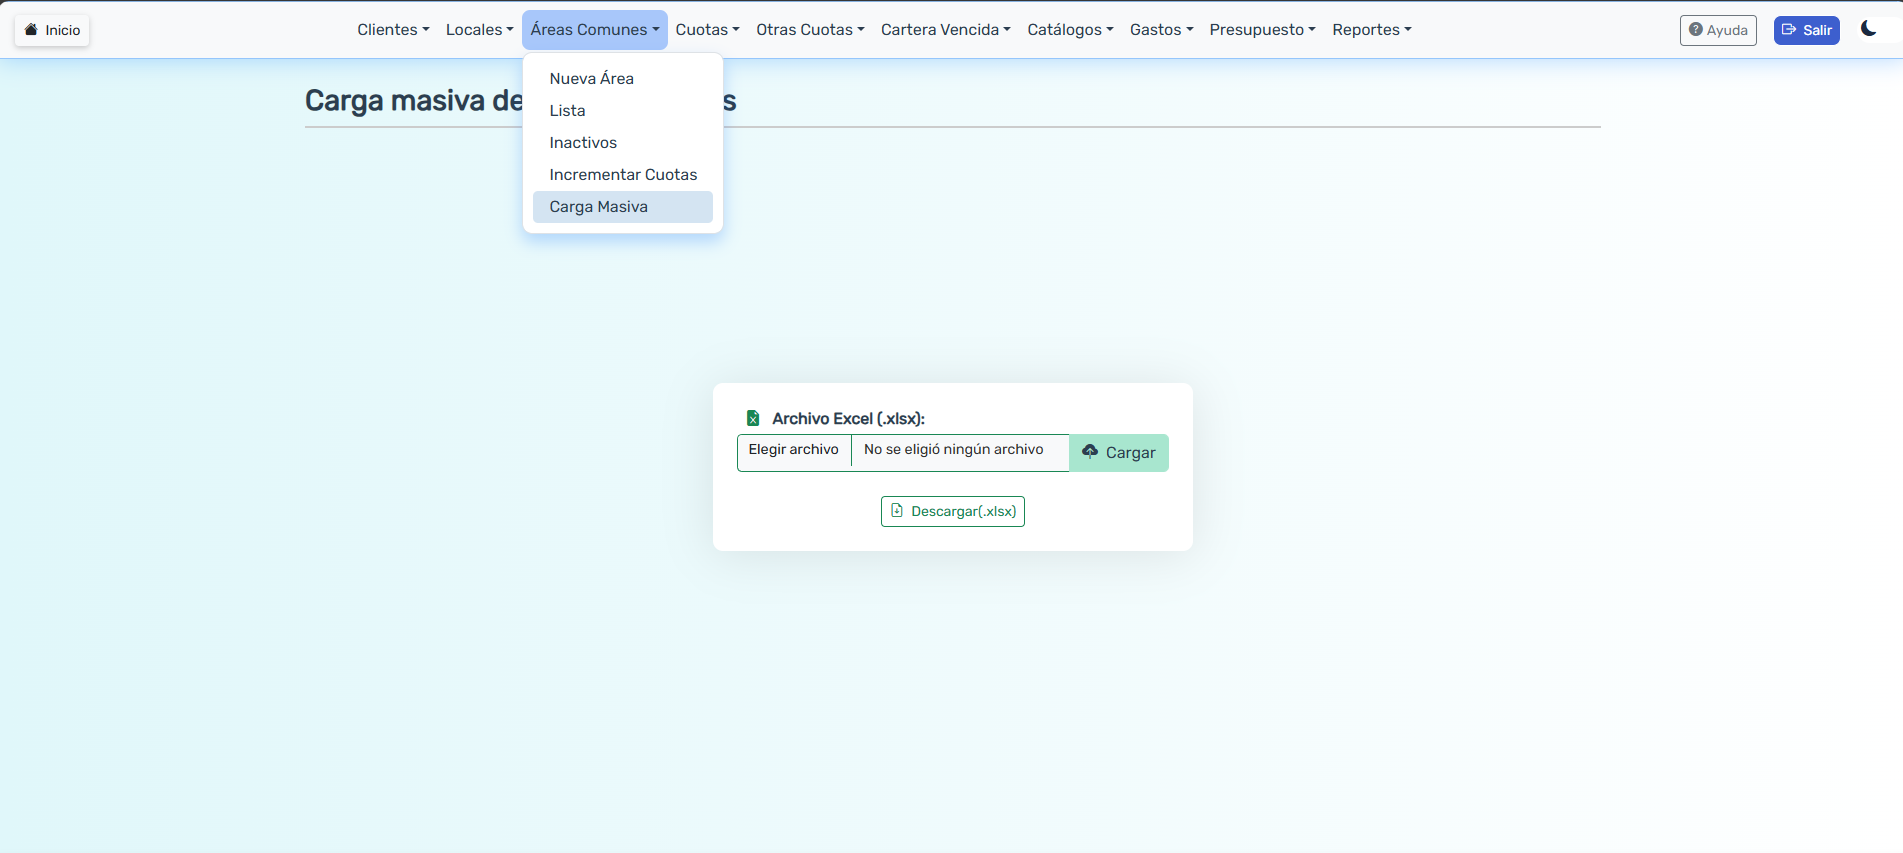 Inicio
Clientes Locales Áreas Comunes Cuotas Otras Cuotas Cartera Vencida Catálogos Gastos Presupuesto Reportes
Ayuda
Salir
Nueva Área
Lista
Inactivos
Incrementar Cuotas
Carga Masiva
Carga masiva de
Archivo Excel (.xlsx):
Elegir archivo No se eligió ningún archivo Cargar
Descargar(.xlsx)